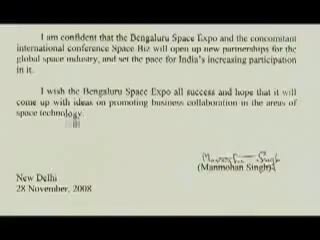 I am confident that the Bengaluru Space Expo and the concomitant
international conference Space Biz will open up new partnerships for the
global space industry, and set the pace for India's increasing participation
in it.
I wish the Bengaluru Space Expo all success and hope that it will
come up with ideas on promoting business collaboration in the areas of
space technology.
Manmohan Singh
(Manmohan Singh)
New Delhi
28 November, 2008